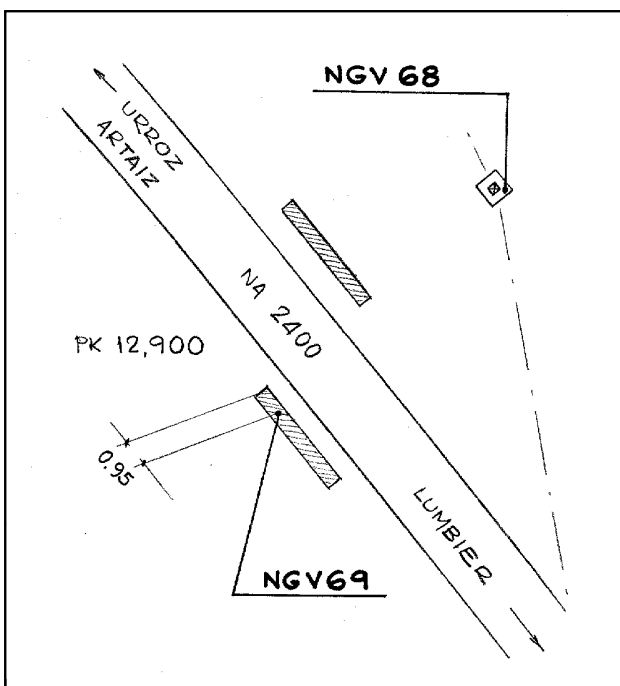 NGV 68
URROZ
ARTAIZ
NA 2400
PK 12,900
0.95
LUMBIER
NGV69